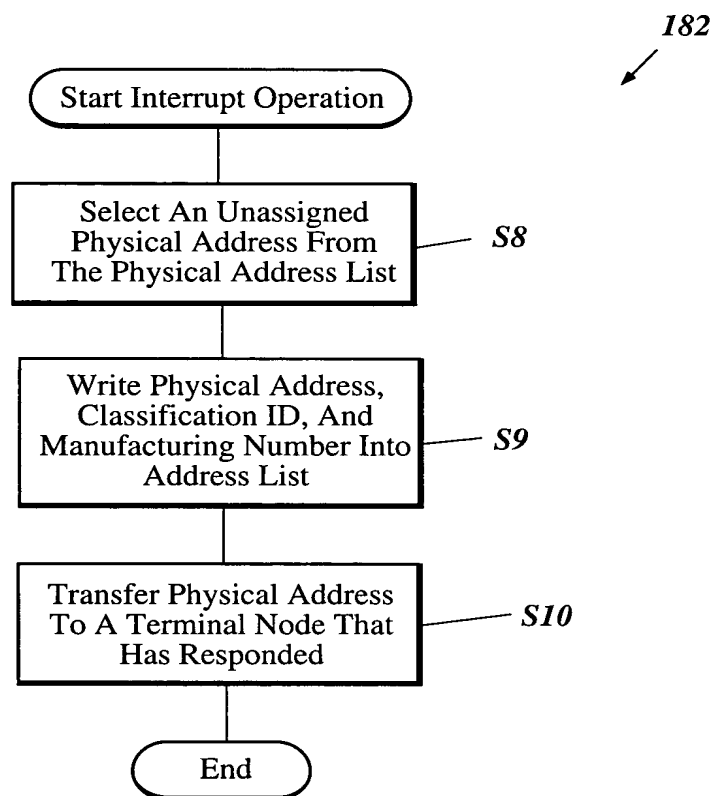 182
Start Interrupt Operation
Select An Unassigned
Physical Address From
The Physical Address List
S8
Write Physical Address,
Classification ID, And
Manufacturing Number Into
Address List
S9
Transfer Physical Address
To A Terminal Node That
Has Responded
S10
End